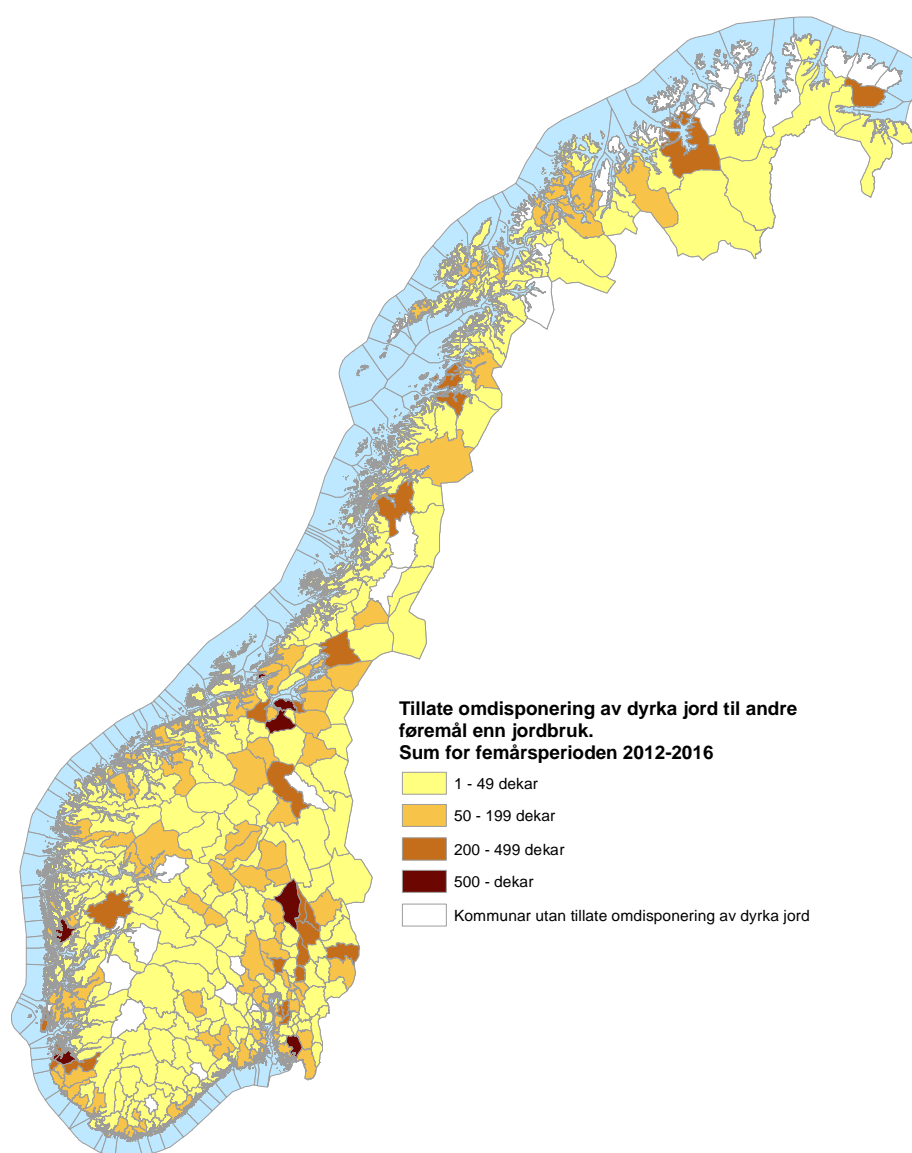 Tillate omdisponering av dyrka jord til andre
føremål enn jordbruk.
Sum for femårsperioden 2012-2016
1 - 49 dekar
50 - 199 dekar
200 - 499 dekar
500 - dekar
Kommunar utan tillate omdisponering av dyrka jord